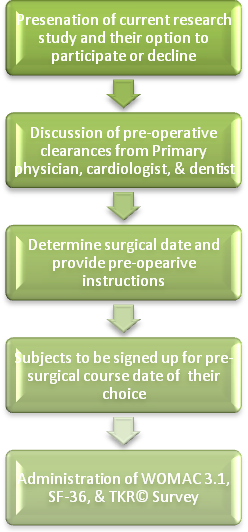 Presenation of current research
study and their option to
participate or decline
Discussion of pre-operative
clearances from Primary
physician, cardiologist, & dentist
Determine surgical date and
provide pre-opearive
instructions
Subjects to be signed up for pre-
surgical course date of their
choice
Administration of WOMAC 3.1,
SF-36, & TKR© Survey